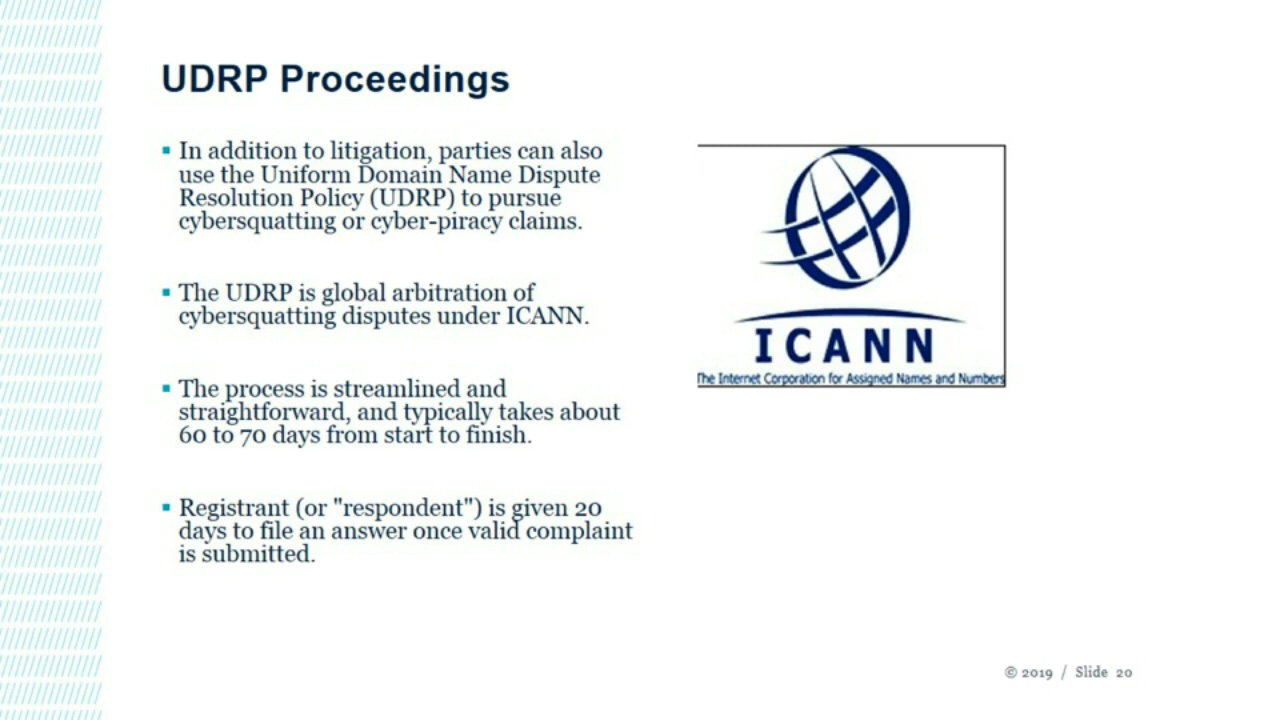 UDRP Proceedings
▪ In addition to litigation, parties can also
use the Uniform Domain Name Dispute
Resolution Policy (UDRP) to pursue
cybersquatting or cyber-piracy claims.
▪ The UDRP is global arbitration of
cybersquatting disputes under ICANN.
▪ The process is streamlined and
straightforward, and typically takes about
60 to 70 days from start to finish.
▪ Registrant (or "respondent") is given 20
days to file an answer once valid complaint
is submitted.
ICANN
The Internet Corporation for Assigned Names and Numbers
© 2019 / Slide 20